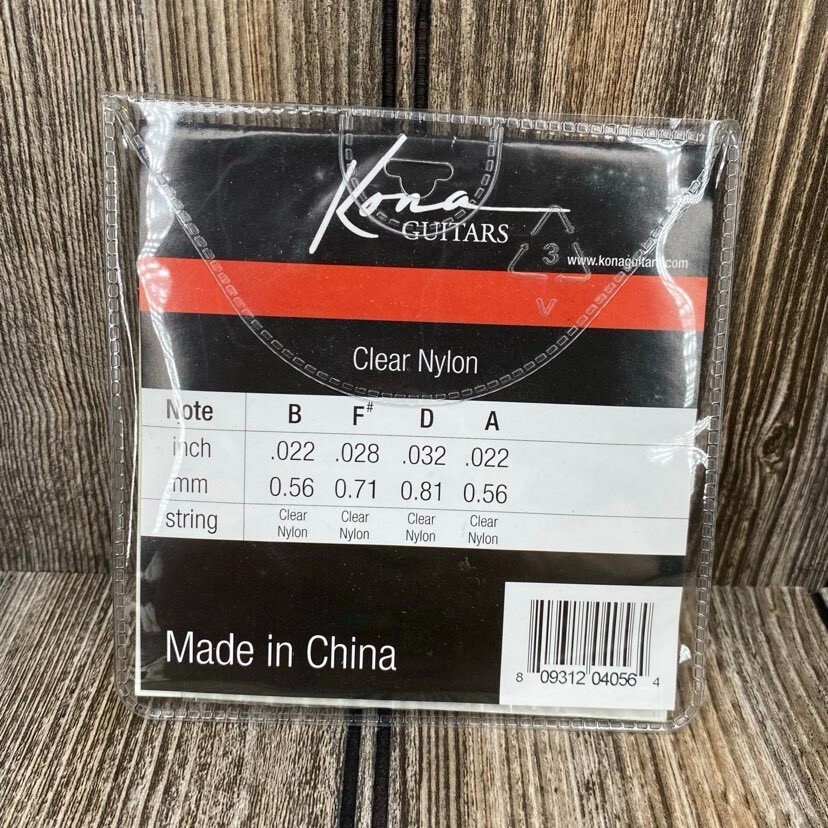 Kona
GUITARS
3
www.konaguitars.com
V
Clear Nylon
Note B F# D A
inch .022 .028 .032 .022
mm 0.56 0.71 0.81 0.56
string Clear Nylon Clear Nylon Clear Nylon Clear Nylon
Made in China
8 09312 04056 4